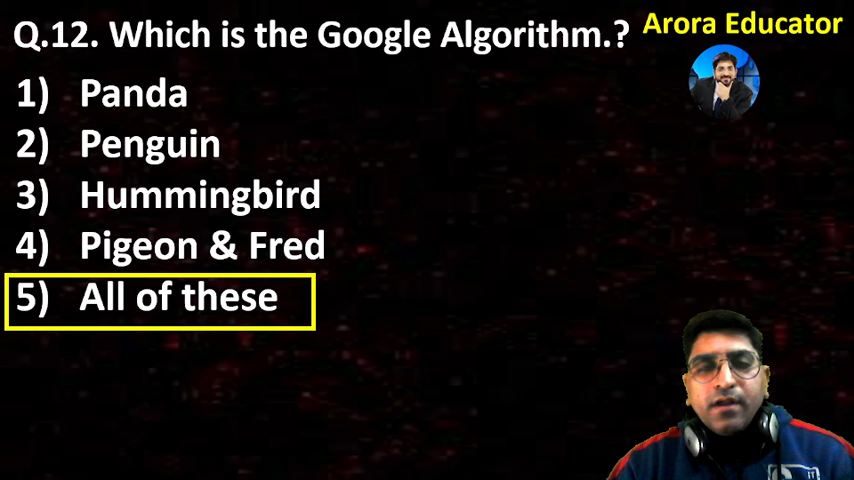 Q.12. Which is the Google Algorithm.?
Arora Educator
1) Panda
2) Penguin
3) Hummingbird
4) Pigeon & Fred
5) All of these